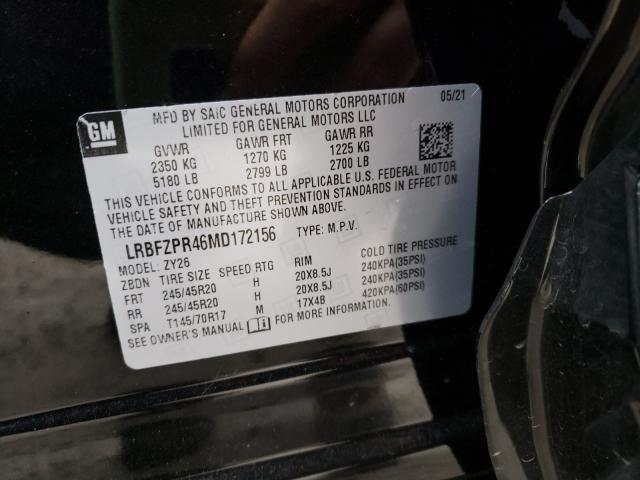 GM
MFD BY SAIC GENERAL MOTORS CORPORATION 05/21
LIMITED FOR GENERAL MOTORS LLC
GVWR GAWR FRT GAWR RR
2350 KG 1270 KG 1225 KG
5180 LB 2799 LB 2700 LB
THIS VEHICLE CONFORMS TO ALL APPLICABLE U.S. FEDERAL MOTOR
VEHICLE SAFETY AND THEFT PREVENTION STANDARDS IN EFFECT ON
THE DATE OF MANUFACTURE SHOWN ABOVE.
LRBFZPR46MD172156 TYPE: M.P.V.
MODEL: ZY26
ZBDN TIRE SIZE SPEED RTG RIM COLD TIRE PRESSURE
FRT 245/45R20 H 20X8.5J 240KPA(35PSI)
RR 245/45R20 H 20X8.5J 240KPA(35PSI)
SPA T145/70R17 M 17X4B 420KPA(60PSI)
SEE OWNER'S MANUAL FOR MORE INFORMATION.